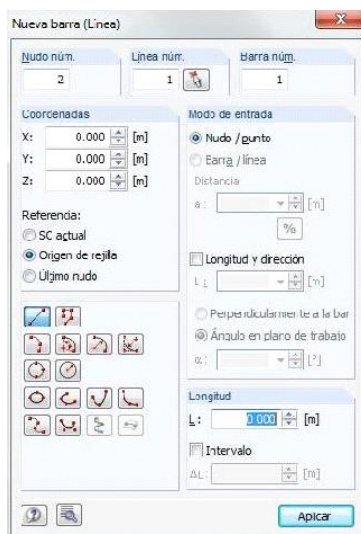 Nueva barra (Línea)
Nudo núm.
Línea núm.
Barra núm.
2
1
1
Coordenadas
X: 0.000 [m]
Y: 0.000 [m]
Z: 0.000 [m]
Referencia:
SC actual
Origen de rejilla
Último nudo
Modo de entrada
Nudo / punto
Barra / línea
Distancia
a: [m]
%
Longitud y dirección
L: [m]
Perpendicularmente a la bar
Ángulo en plano de trabajo
α: [°]
Longitud
L: 0.000 [m]
Intervalo
ΔL: [m]
Aplicar